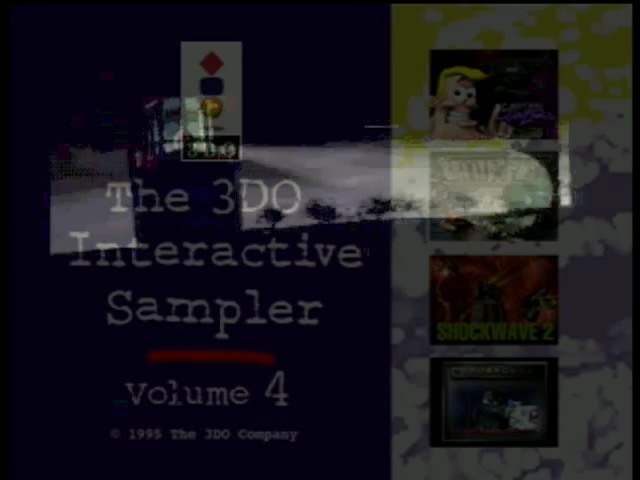 3DO
The 3DO
Interactive
Sampler
Volume 4
© 1995 The 3DO Company
SHOCKWAVE 2